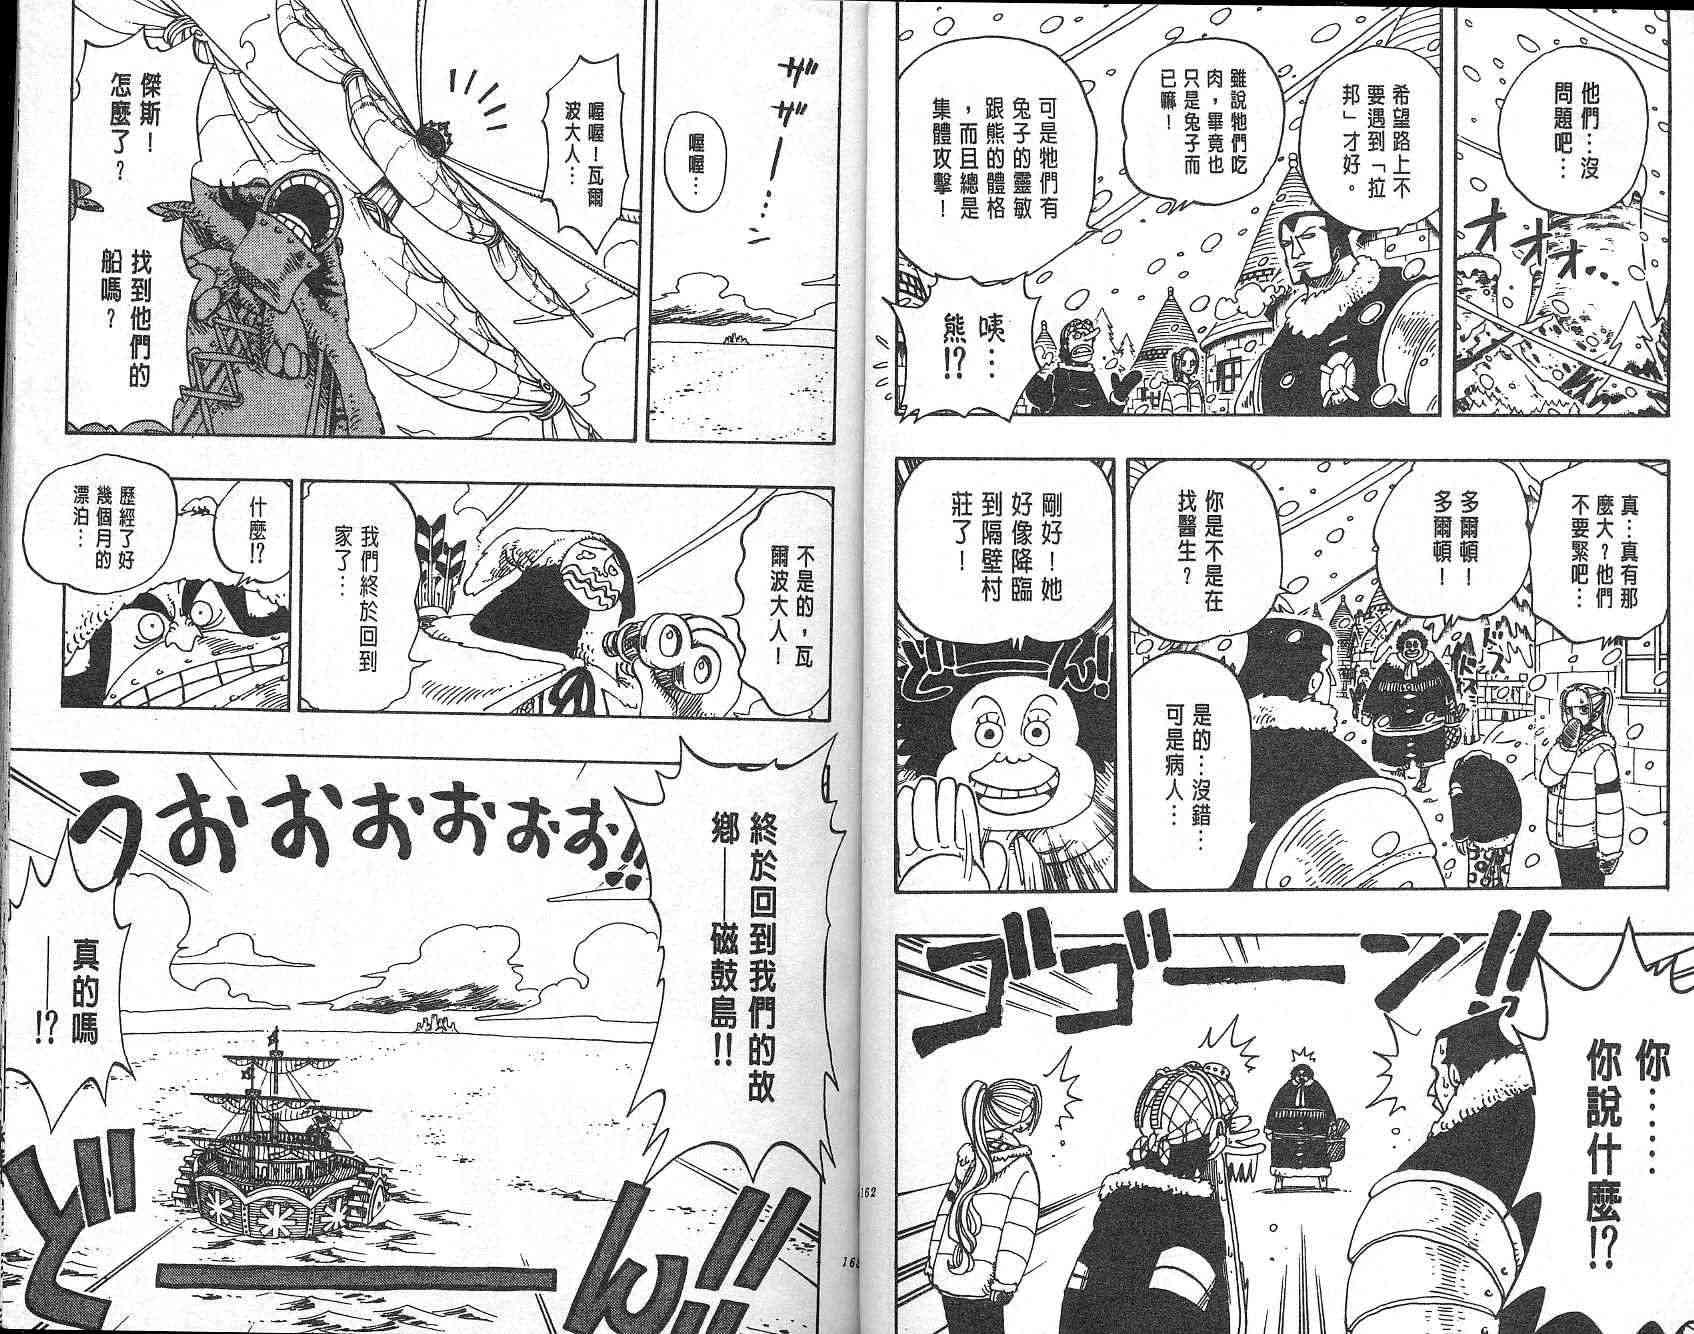 他們…沒
問題吧…
オォオォ…
希望路上不
要遇到「拉
邦」才好。
雖說牠們吃
肉，畢竟也
只是兔子而
已嘛！
可是牠們有
兔子的靈敏
跟熊的體格
，而且總是
集體攻擊！
咦…
熊!?
真…真有那
麼大？他們
不要緊吧…
多爾頓！
多爾頓！
ドスドス
你是不是在
找醫生？
是的…沒錯…
可是病人…
剛好！她
好像降臨
到隔壁村
莊了！
どーん!
你……
你說什麼!?
ゴゴーーン!!
162
ザザーー……
喔喔…
喔喔！瓦爾
波大人…
傑斯！
怎麼了？
找到他們的
船嗎？
不是的，瓦
爾波大人！
我們終於回到
家了…
什麼!?
歷經了好
幾個月的
漂泊…
終於回到我們的故
鄉——磁鼓島!!
うおおおおおお!!
真的嗎
——!?
どーーん!!